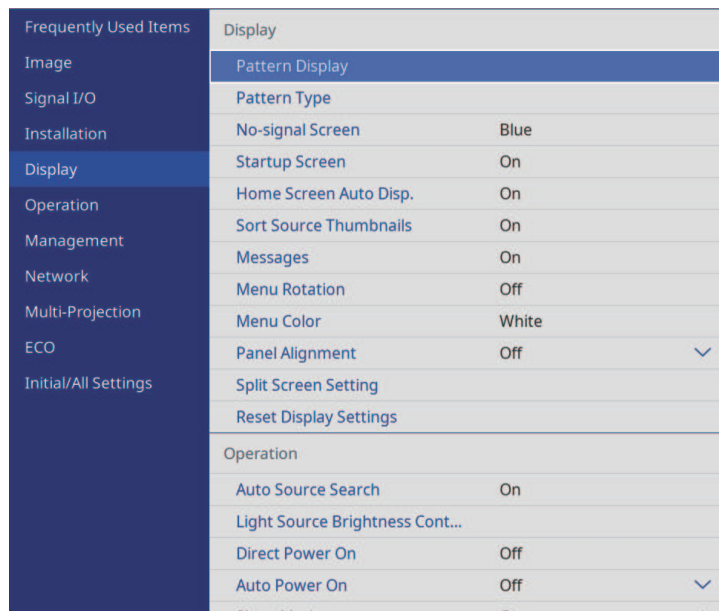 Frequently Used Items
Image
Signal I/O
Installation
Display
Operation
Management
Network
Multi-Projection
ECO
Initial/All Settings
Display
Pattern Display
Pattern Type
No-signal Screen Blue
Startup Screen On
Home Screen Auto Disp. On
Sort Source Thumbnails On
Messages On
Menu Rotation Off
Menu Color White
Panel Alignment Off
Split Screen Setting
Reset Display Settings
Operation
Auto Source Search On
Light Source Brightness Cont...
Direct Power On Off
Auto Power On Off